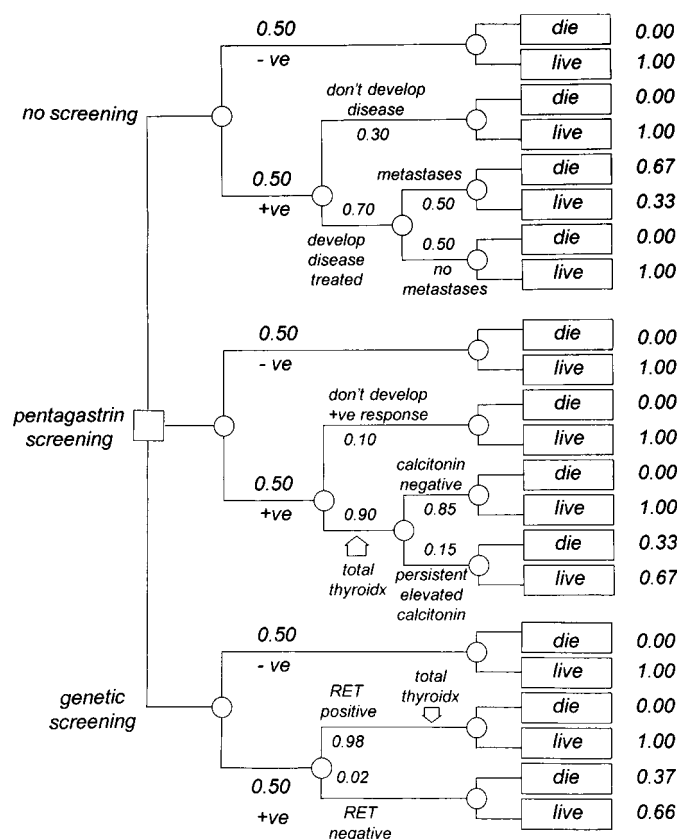 0.50
- ve
die 0.00
live 1.00
no screening
don't develop
disease
0.30
die 0.00
live 1.00
0.50
+ve
0.70
develop
disease
treated
metastases
0.50
die 0.67
live 0.33
0.50
no
metastases
die 0.00
live 1.00
0.50
- ve
die 0.00
live 1.00
pentagastrin
screening
don't develop
+ve response
0.10
die 0.00
live 1.00
0.50
+ve
0.90
total
thyroidx
calcitonin
negative
0.85
die 0.00
live 1.00
0.15
persistent
elevated
calcitonin
die 0.33
live 0.67
0.50
- ve
die 0.00
live 1.00
genetic
screening
RET
positive
total
thyroidx
0.98
die 0.00
live 1.00
0.50
+ve
0.02
RET
negative
die 0.37
live 0.66